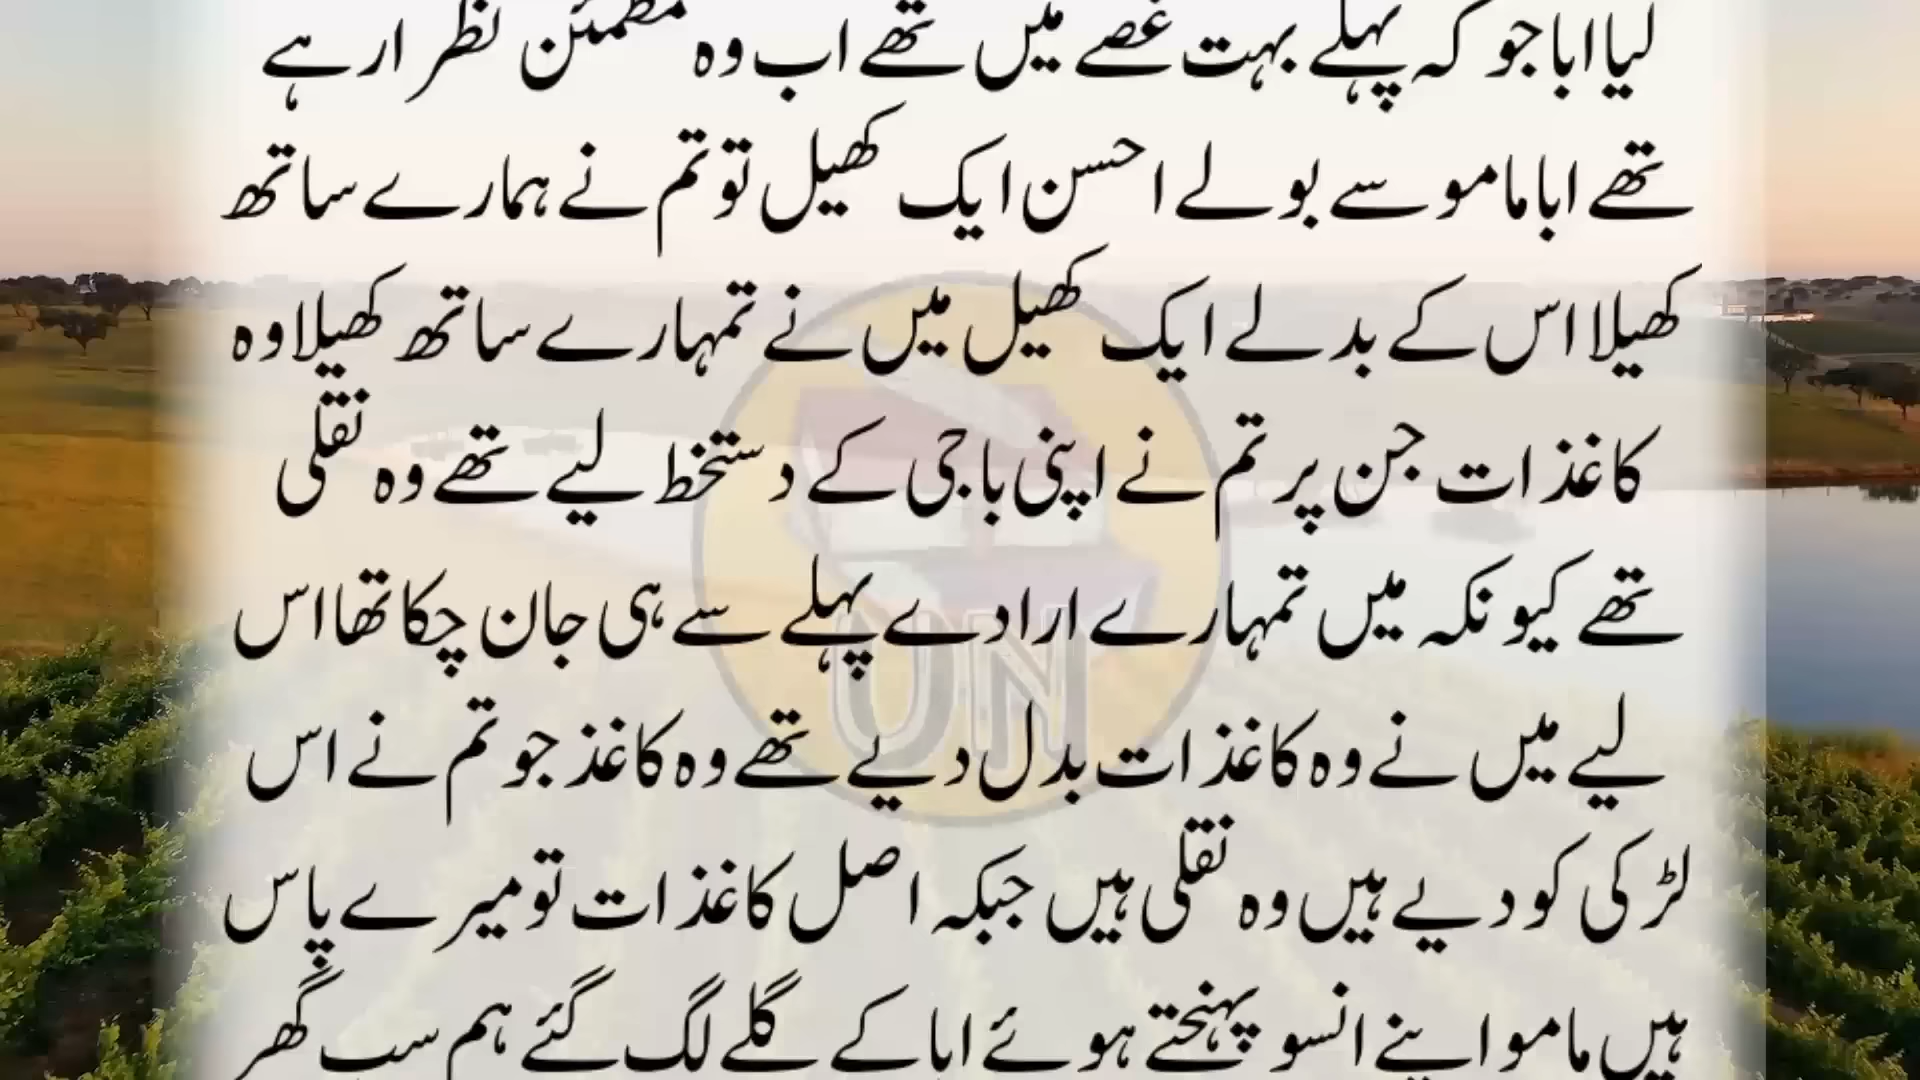 لیا ابا جو کہ پہلے بہت غصے میں تھے اب وہ مطمئن نظر ا رہے
تھے ابا ماموسے بولے احسن ایک کھیل تو تم نے ہمارے ساتھ
کھیلا اس کے بدلے ایک کھیل میں نے تمہارے ساتھ کھیلا وہ
کاغذات جن پر تم نے اپنی باجی کے دستخط لیے تھے وہ نقلی
تھے کیونکہ میں تمہارے ارادے پہلے سے ہی جان چکا تھا اس
لیے میں نے وہ کاغذات بدل دیے تھے وہ کاغذ جو تم نے اس
لڑکی کو دیے ہیں وہ نقلی ہیں جبکہ اصل کاغذات تو میرے پاس
ہیں مامو اپنے انسو پہنچتے ہوئے ابا کے گلے لگ گئے ہم سب گھر
UN